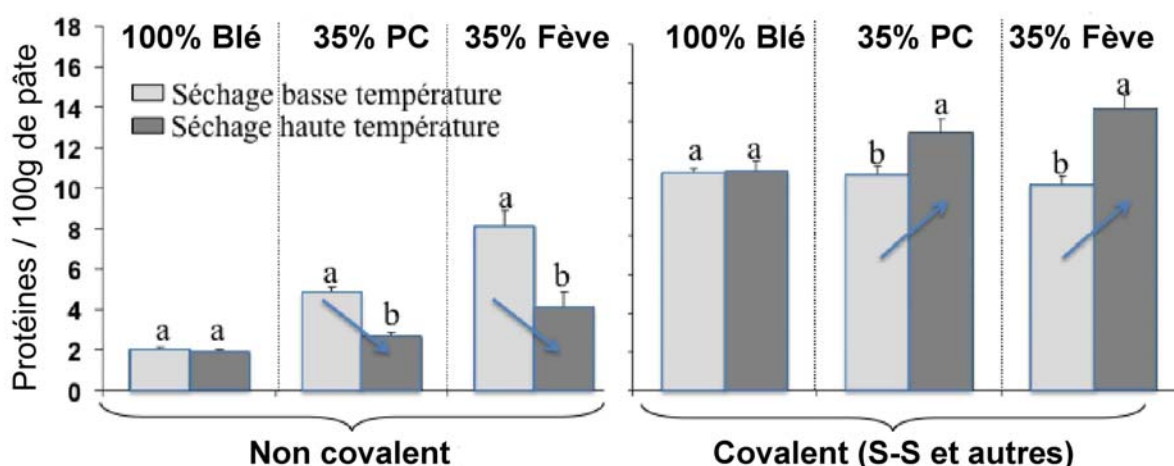 18
16
14
12
10
8
6
4
2
0
Protéines / 100g de pâte
100% Blé 35% PC 35% Fève
Séchage basse température
Séchage haute température
a a
a b
a b
Non covalent
100% Blé 35% PC 35% Fève
a a
b a
b a
Covalent (S-S et autres)